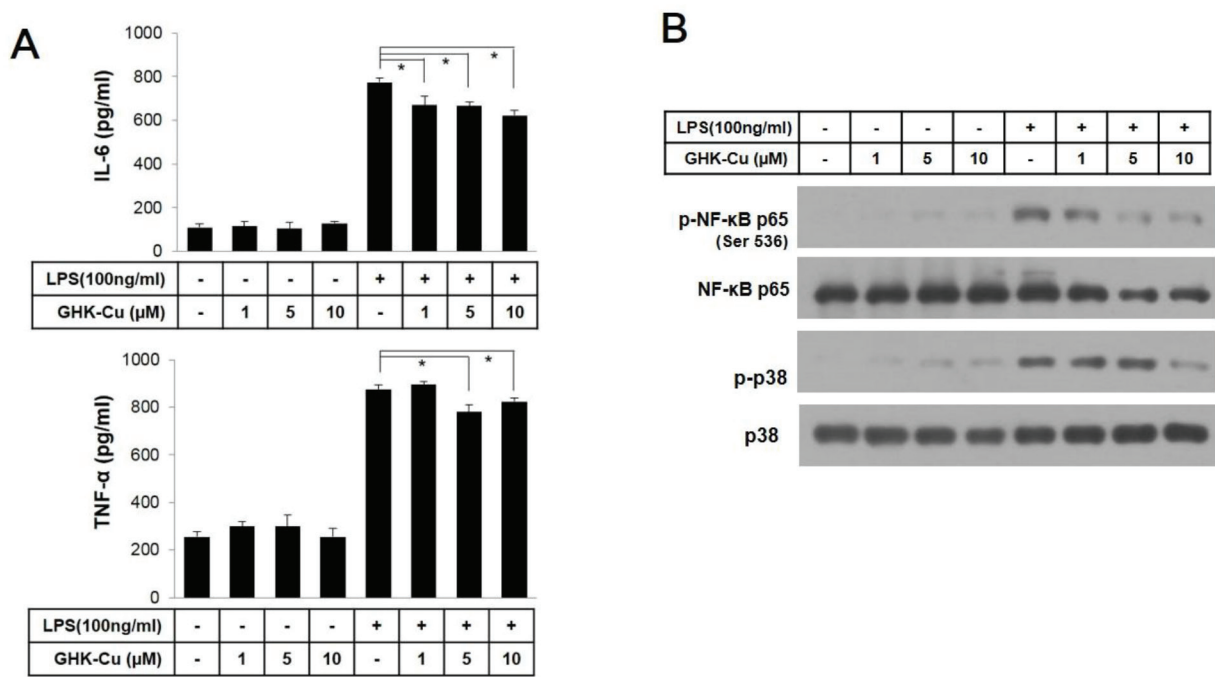 A
IL-6 (pg/ml)
1000
800
600
400
200
0
* * *
LPS(100ng/ml) - - - - + + + +
GHK-Cu (μM) - 1 5 10 - 1 5 10
TNF-α (pg/ml)
1000
800
600
400
200
0
* *
LPS(100ng/ml) - - - - + + + +
GHK-Cu (μM) - 1 5 10 - 1 5 10
B
LPS(100ng/ml) - - - - + + + +
GHK-Cu (μM) - 1 5 10 - 1 5 10
p-NF-κB p65
(Ser 536)
NF-κB p65
p-p38
p38